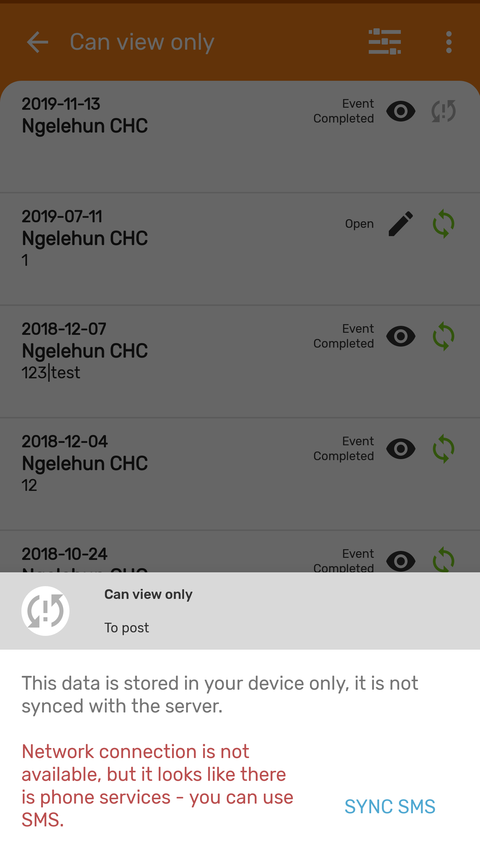 Can view only
2019-11-13
Ngelehun CHC
Event
Completed
2019-07-11
Ngelehun CHC
1
Open
2018-12-07
Ngelehun CHC
123|test
Event
Completed
2018-12-04
Ngelehun CHC
12
Event
Completed
2018-10-24
Ngelehun CHC
Event
Completed
Can view only
To post
This data is stored in your device only, it is not
synced with the server.
Network connection is not
available, but it looks like there
is phone services - you can use
SMS.
SYNC SMS